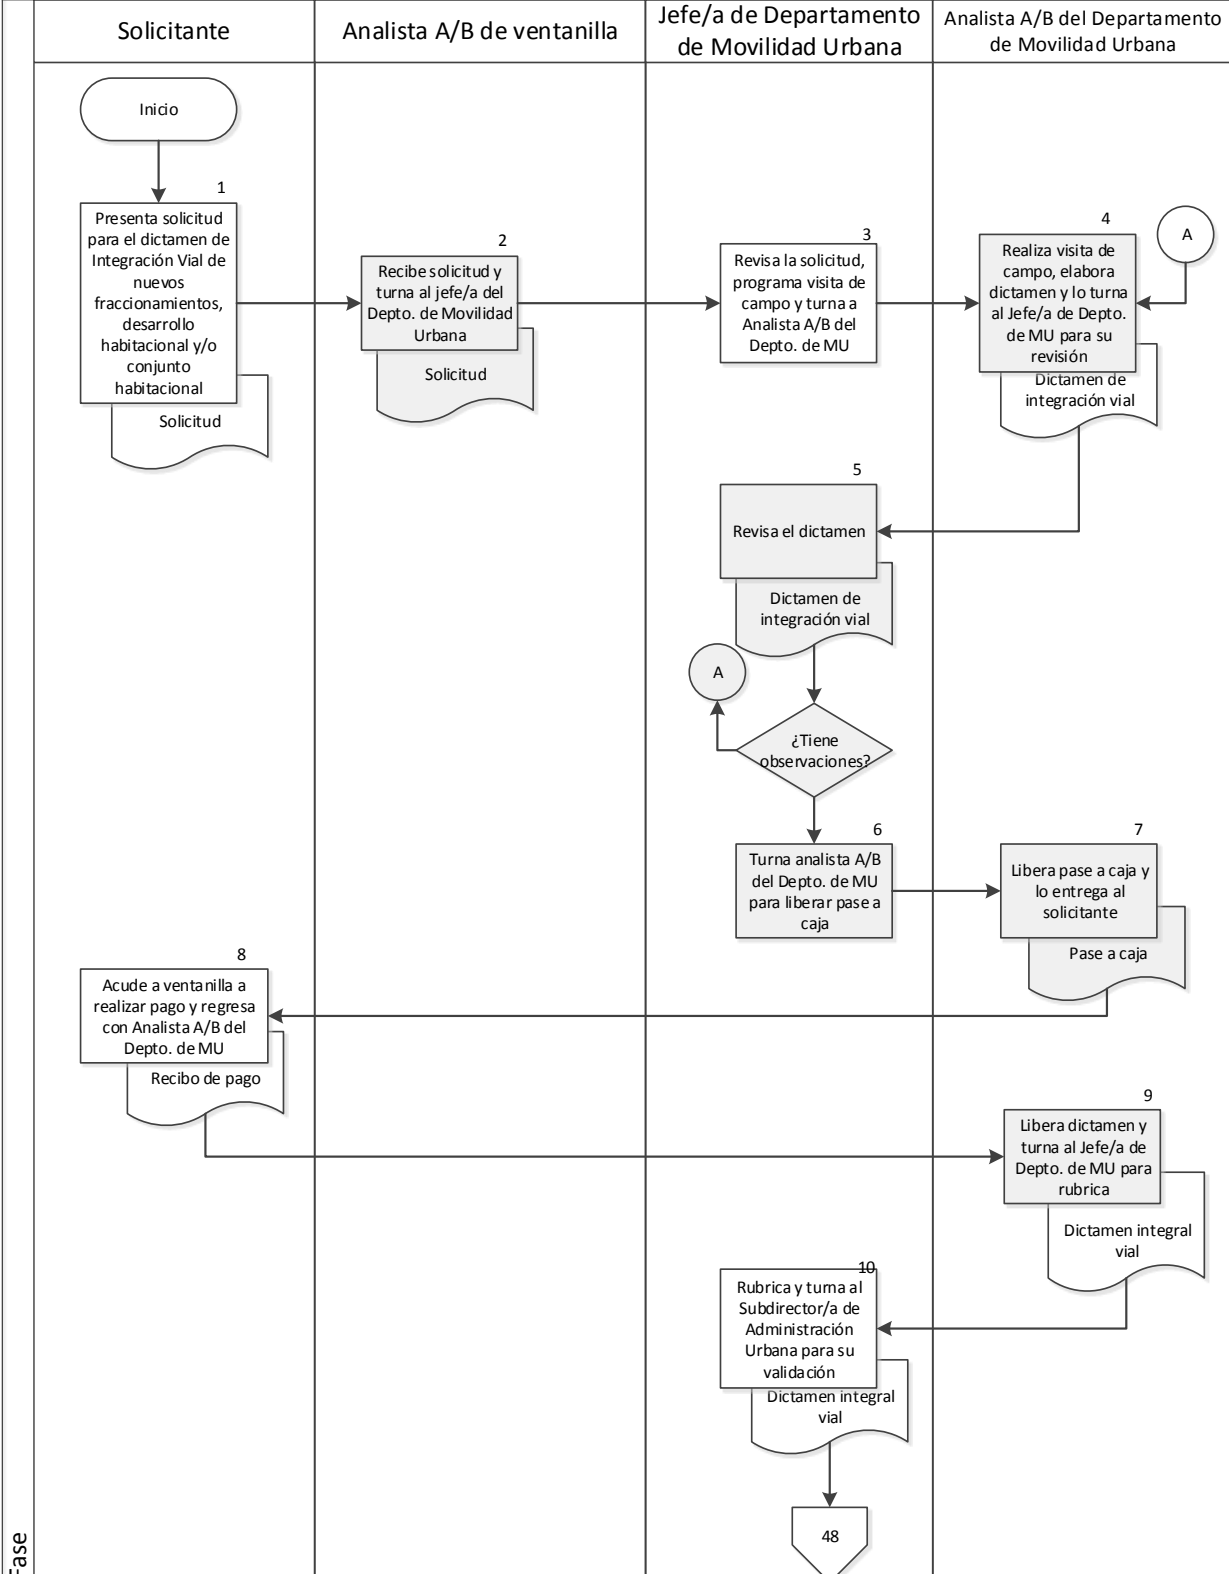 Solicitante
Analista A/B de ventanilla
Jefe/a de Departamento
de Movilidad Urbana
Analista A/B del Departamento
de Movilidad Urbana
Inicio
1
Presenta solicitud
para el dictamen de
Integración Vial de
nuevos
fraccionamientos,
desarrollo
habitacional y/o
conjunto
habitacional
Solicitud
2
Recibe solicitud y
turna al jefe/a del
Depto. de Movilidad
Urbana
Solicitud
3
Revisa la solicitud,
programa visita de
campo y turna a
Analista A/B del
Depto. de MU
4
Realiza visita de
campo, elabora
dictamen y lo turna
al Jefe/a de Depto.
de MU para su
revisión
Dictamen de
integración vial
A
5
Revisa el dictamen
Dictamen de
integración vial
A
¿Tiene
observaciones?
6
Turna analista A/B
del Depto. de MU
para liberar pase a
caja
7
Libera pase a caja y
lo entrega al
solicitante
Pase a caja
8
Acude a ventanilla a
realizar pago y regresa
con Analista A/B del
Depto. de MU
Recibo de pago
9
Libera dictamen y
turna al Jefe/a de
Depto. de MU para
rubrica
Dictamen integral
vial
10
Rubrica y turna al
Subdirector/a de
Administración
Urbana para su
validación
Dictamen integral
vial
48
Fase